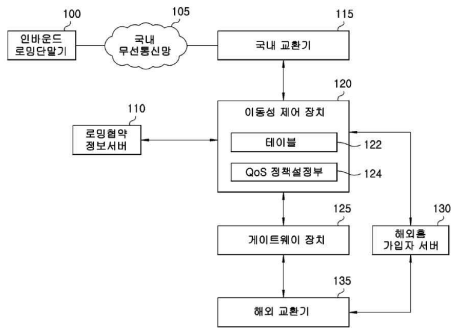 100
인바운드
로밍단말기
105
국내
무선통신망
115
국내 교환기
110
로밍협약
정보서버
120
이동성 제어 장치
테이블
122
QoS 정책설정부
124
125
게이트웨이 장치
130
해외홈
가입자 서버
135
해외 교환기